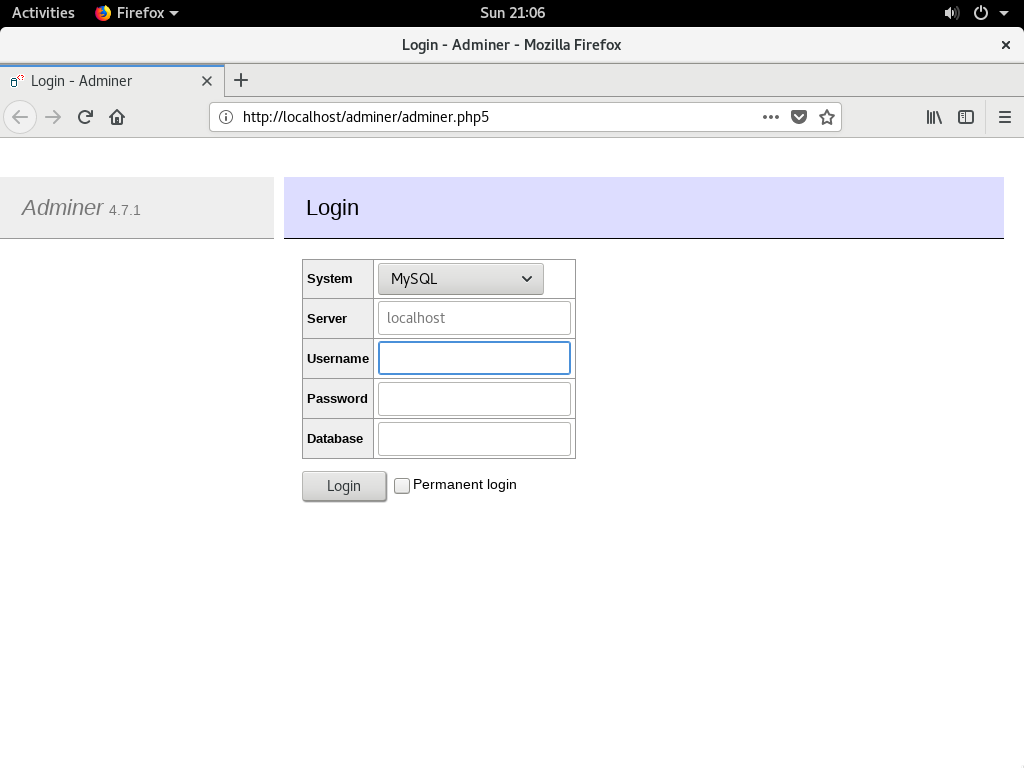 Activities Firefox Sun 21:06
Login - Adminer - Mozilla Firefox
Login - Adminer
http://localhost/adminer/adminer.php5
Adminer 4.7.1
Login
System MySQL
Server localhost
Username
Password
Database
Login Permanent login